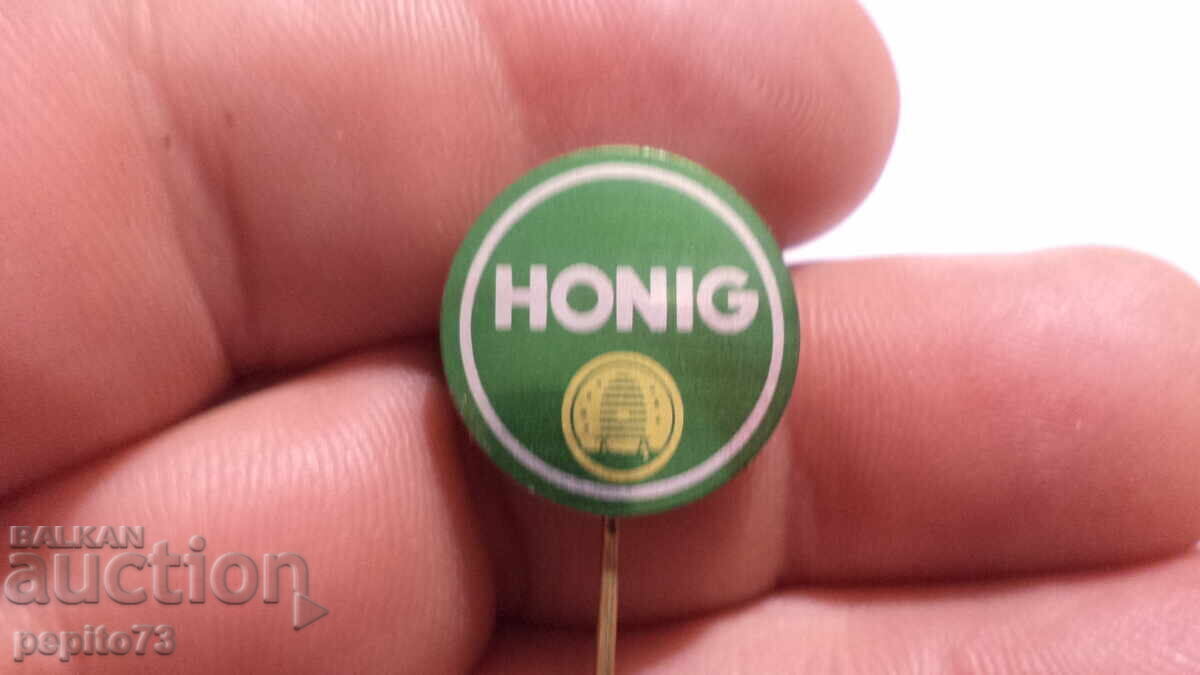 HONIG
BALKAN
auction
pepito73